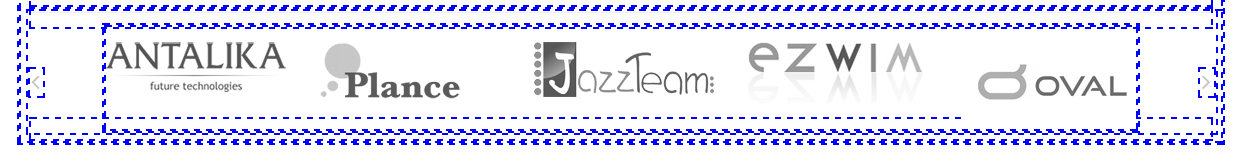 ANTALIKA
future technologies
Plance
JazzTeam
ezwim
OVAL